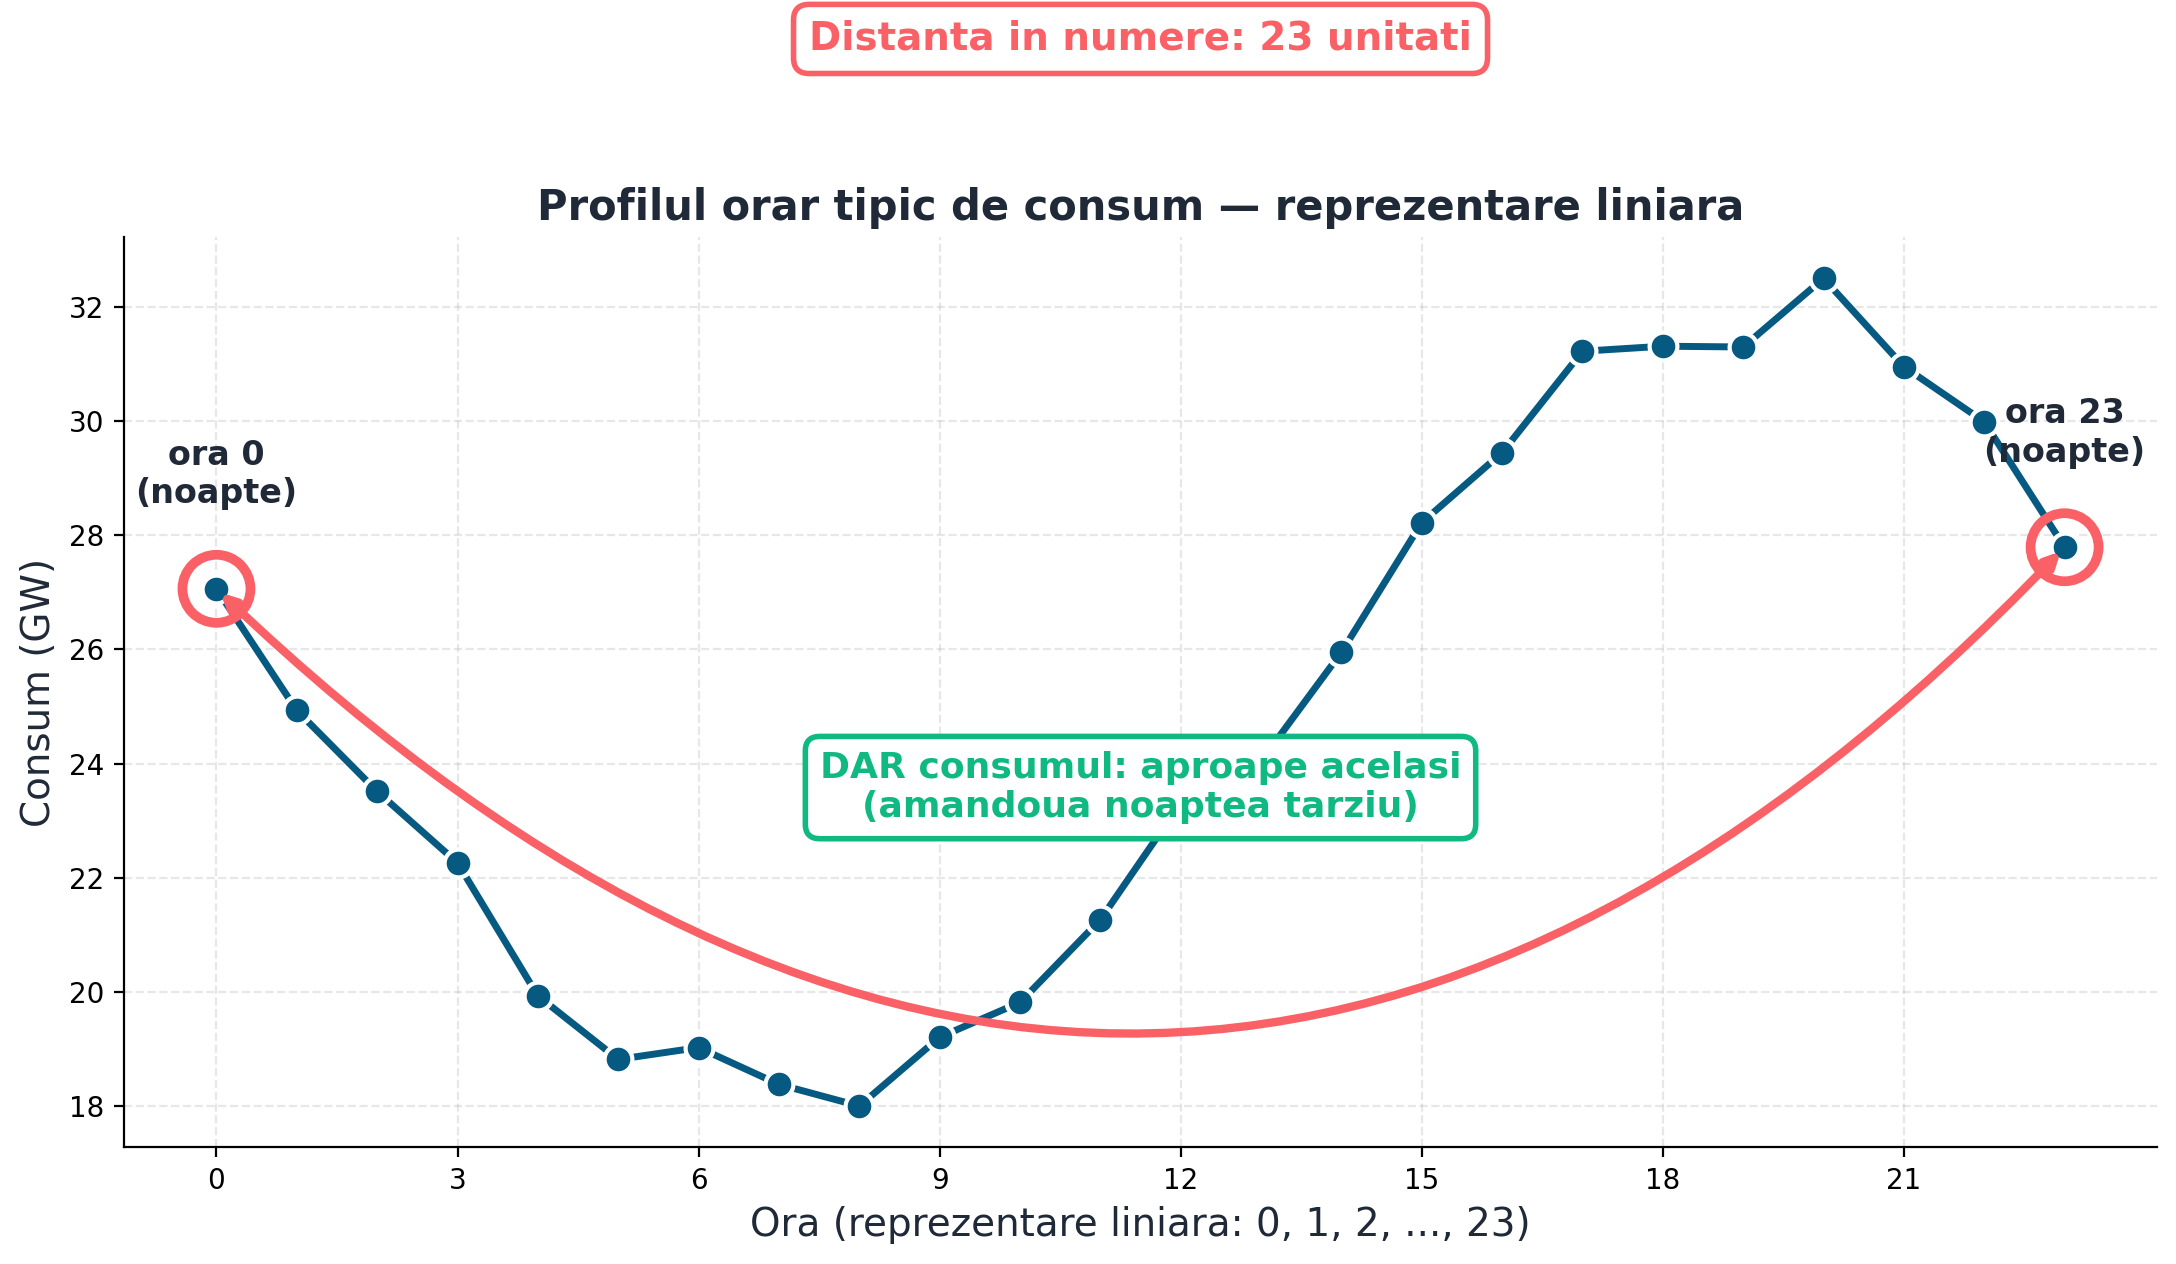 Distanta in numere: 23 unitati
Profilul orar tipic de consum — reprezentare liniara
32
30
28
26
24
22
20
18
Consum (GW)
ora 0
(noapte)
ora 23
(noapte)
DAR consumul: aproape acelasi
(amandoua noaptea tarziu)
0 3 6 9 12 15 18 21
Ora (reprezentare liniara: 0, 1, 2, ..., 23)